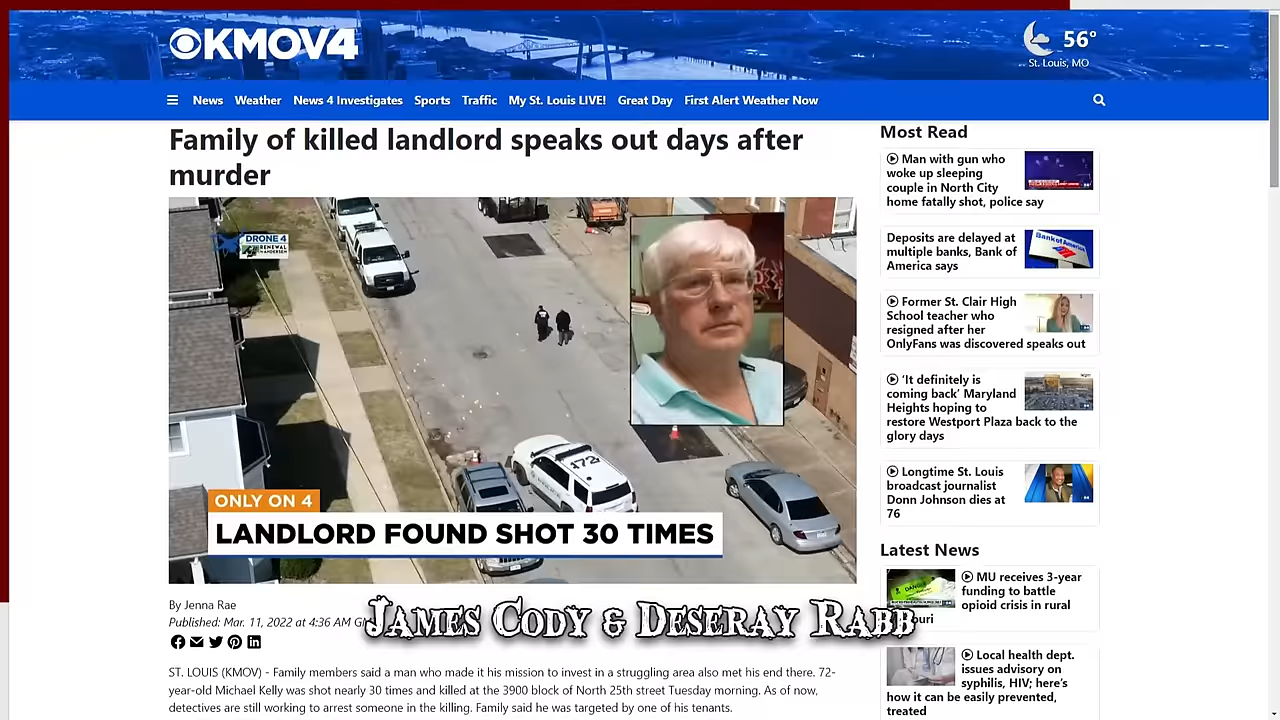 KMOV4
56°
St. Louis, MO
News Weather News 4 Investigates Sports Traffic My St. Louis LIVE! Great Day First Alert Weather Now
Family of killed landlord speaks out days after
murder
DRONE 4
RENEWAL
by ANDERSEN
472
POLICE
ONLY ON 4
LANDLORD FOUND SHOT 30 TIMES
By Jenna Rae
Published: Mar. 11, 2022 at 4:36 AM
JAMES CODY & DESERAY RABB
ST. LOUIS (KMOV) - Family members said a man who made it his mission to invest in a struggling area also met his end there. 72-
year-old Michael Kelly was shot nearly 30 times and killed at the 3900 block of North 25th street Tuesday morning. As of now,
detectives are still working to arrest someone in the killing. Family said he was targeted by one of his tenants.
Most Read
Man with gun who
woke up sleeping
couple in North City
home fatally shot, police say
Deposits are delayed at
multiple banks, Bank of
America says
Bank of America
Former St. Clair High
School teacher who
resigned after her
OnlyFans was discovered speaks out
‘It definitely is
coming back’ Maryland
Heights hoping to
restore Westport Plaza back to the
glory days
Longtime St. Louis
broadcast journalist
Donn Johnson dies at
76
Latest News
MU receives 3-year
funding to battle
opioid crisis in rural
ouri
Local health dept.
issues advisory on
syphilis, HIV; here’s
how it can be easily prevented,
treated